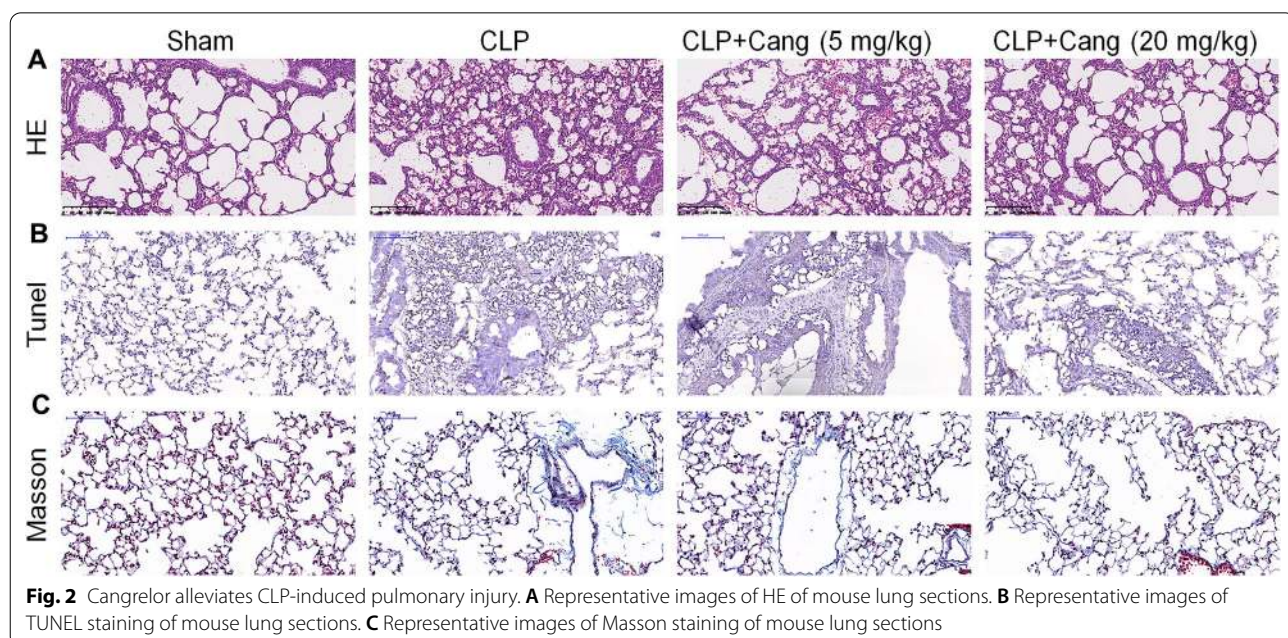 Sham CLP CLP+Cang (5 mg/kg) CLP+Cang (20 mg/kg)
A
HE
B
Tunel
C
Masson
Fig. 2 Cangrelor alleviates CLP-induced pulmonary injury. A Representative images of HE of mouse lung sections. B Representative images of
TUNEL staining of mouse lung sections. C Representative images of Masson staining of mouse lung sections